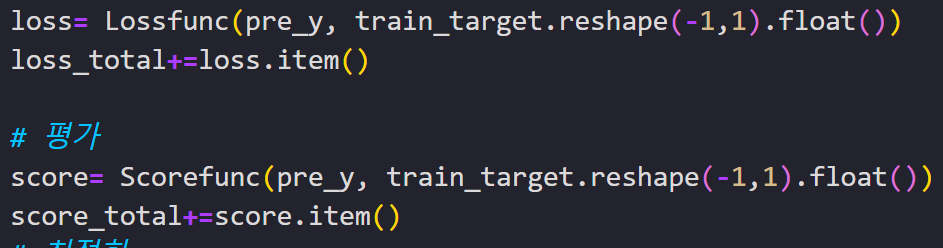 loss= Lossfunc(pre_y, train_target.reshape(-1,1).float())
loss_total+=loss.item()
# 평가
score= Scorefunc(pre_y, train_target.reshape(-1,1).float())
score_total+=score.item()